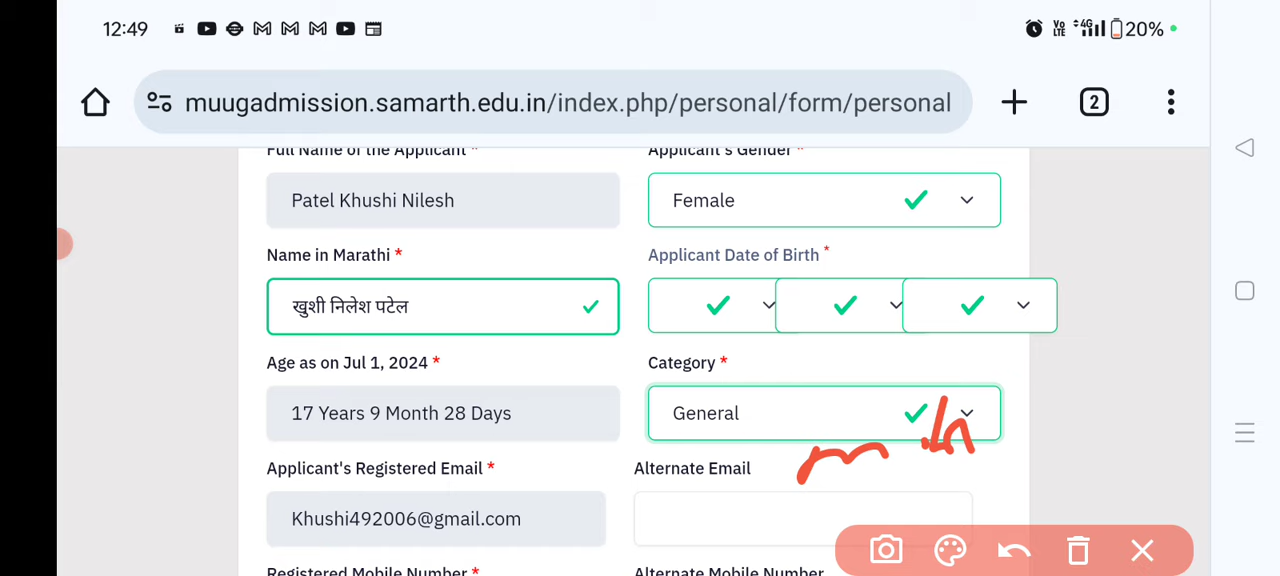 12:49 Vo LTE 4G 20%
muugadmission.samarth.edu.in/index.php/personal/form/personal 2
Full Name of the Applicant * Applicant's Gender *
Patel Khushi Nilesh Female
Name in Marathi * Applicant Date of Birth *
खुशी निलेश पटेल
Age as on Jul 1, 2024 * Category *
17 Years 9 Month 28 Days General
Applicant's Registered Email * Alternate Email
Khushi492006@gmail.com
Registered Mobile Number * Alternate Mobile Number